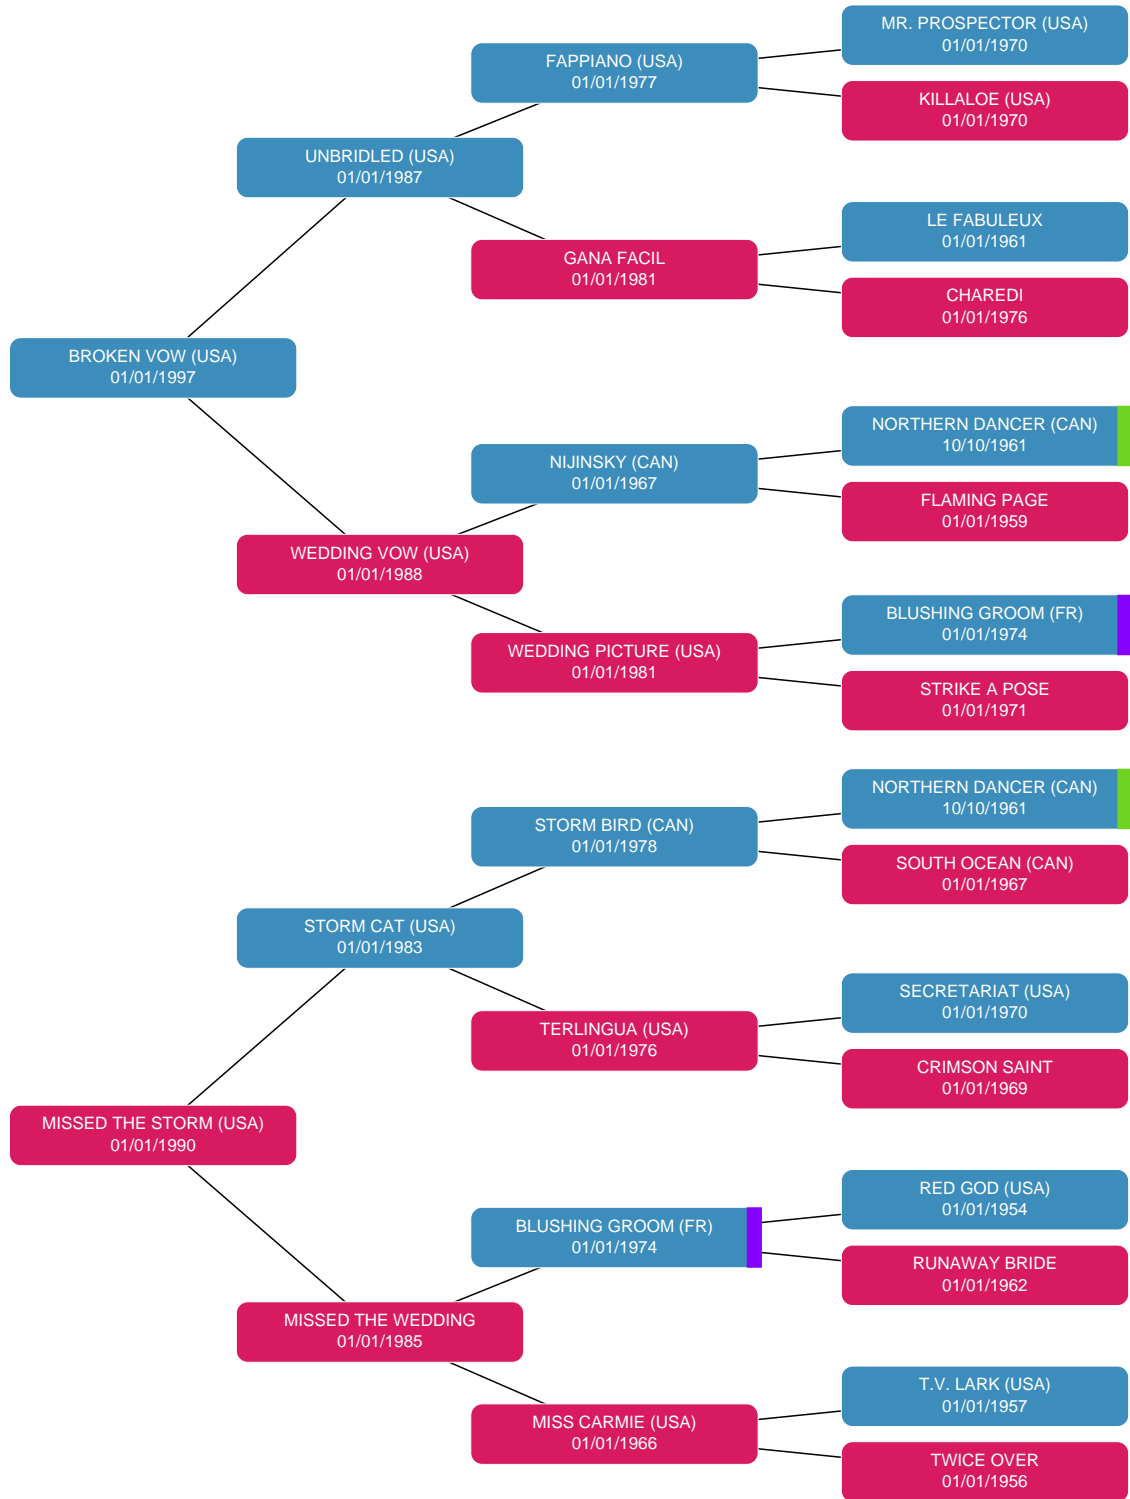 MR. PROSPECTOR (USA)
01/01/1970
FAPPIANO (USA)
01/01/1977
KILLALOE (USA)
01/01/1970
UNBRIDLED (USA)
01/01/1987
LE FABULEUX
01/01/1961
GANA FACIL
01/01/1981
CHAREDI
01/01/1976
BROKEN VOW (USA)
01/01/1997
NORTHERN DANCER (CAN)
10/10/1961
NIJINSKY (CAN)
01/01/1967
FLAMING PAGE
01/01/1959
WEDDING VOW (USA)
01/01/1988
BLUSHING GROOM (FR)
01/01/1974
WEDDING PICTURE (USA)
01/01/1981
STRIKE A POSE
01/01/1971
NORTHERN DANCER (CAN)
10/10/1961
STORM BIRD (CAN)
01/01/1978
SOUTH OCEAN (CAN)
01/01/1967
STORM CAT (USA)
01/01/1983
SECRETARIAT (USA)
01/01/1970
TERLINGUA (USA)
01/01/1976
CRIMSON SAINT
01/01/1969
MISSED THE STORM (USA)
01/01/1990
RED GOD (USA)
01/01/1954
BLUSHING GROOM (FR)
01/01/1974
RUNAWAY BRIDE
01/01/1962
MISSED THE WEDDING
01/01/1985
T.V. LARK (USA)
01/01/1957
MISS CARMIE (USA)
01/01/1966
TWICE OVER
01/01/1956